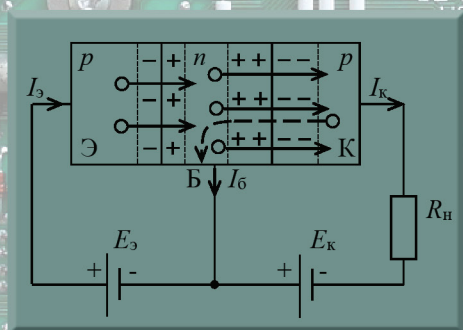 p − + n + + − − p
Iэ − + + + − − Iк
Э − + + + − − К
Б Iб
Rн
Eэ Eк
+ - + -